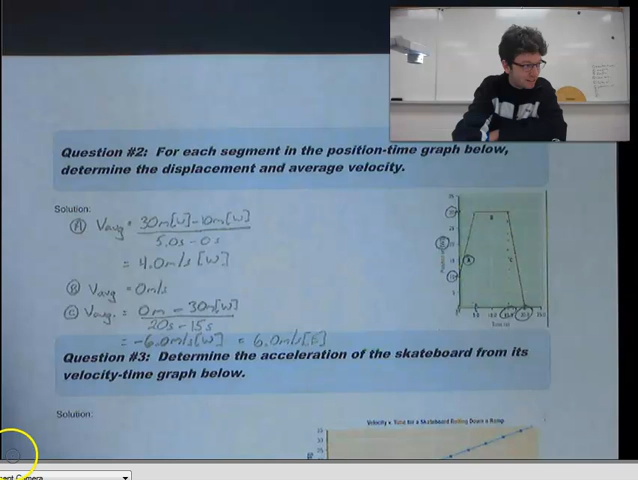 Question #2: For each segment in the position-time graph below,
determine the displacement and average velocity.
Solution:
Ⓐ Vavg = 30m[W] - 10m[W]
5.0s - 0s
= 4.0m/s [W]
Ⓑ Vavg = 0m/s
Ⓒ Vavg. = 0m - 30m[W]
20s - 15s
= -6.0m/s[W] = 6.0m/s[E]
Question #3: Determine the acceleration of the skateboard from its
velocity-time graph below.
Solution:
Velocity v. Time for a Skateboard Rolling Down a Ramp